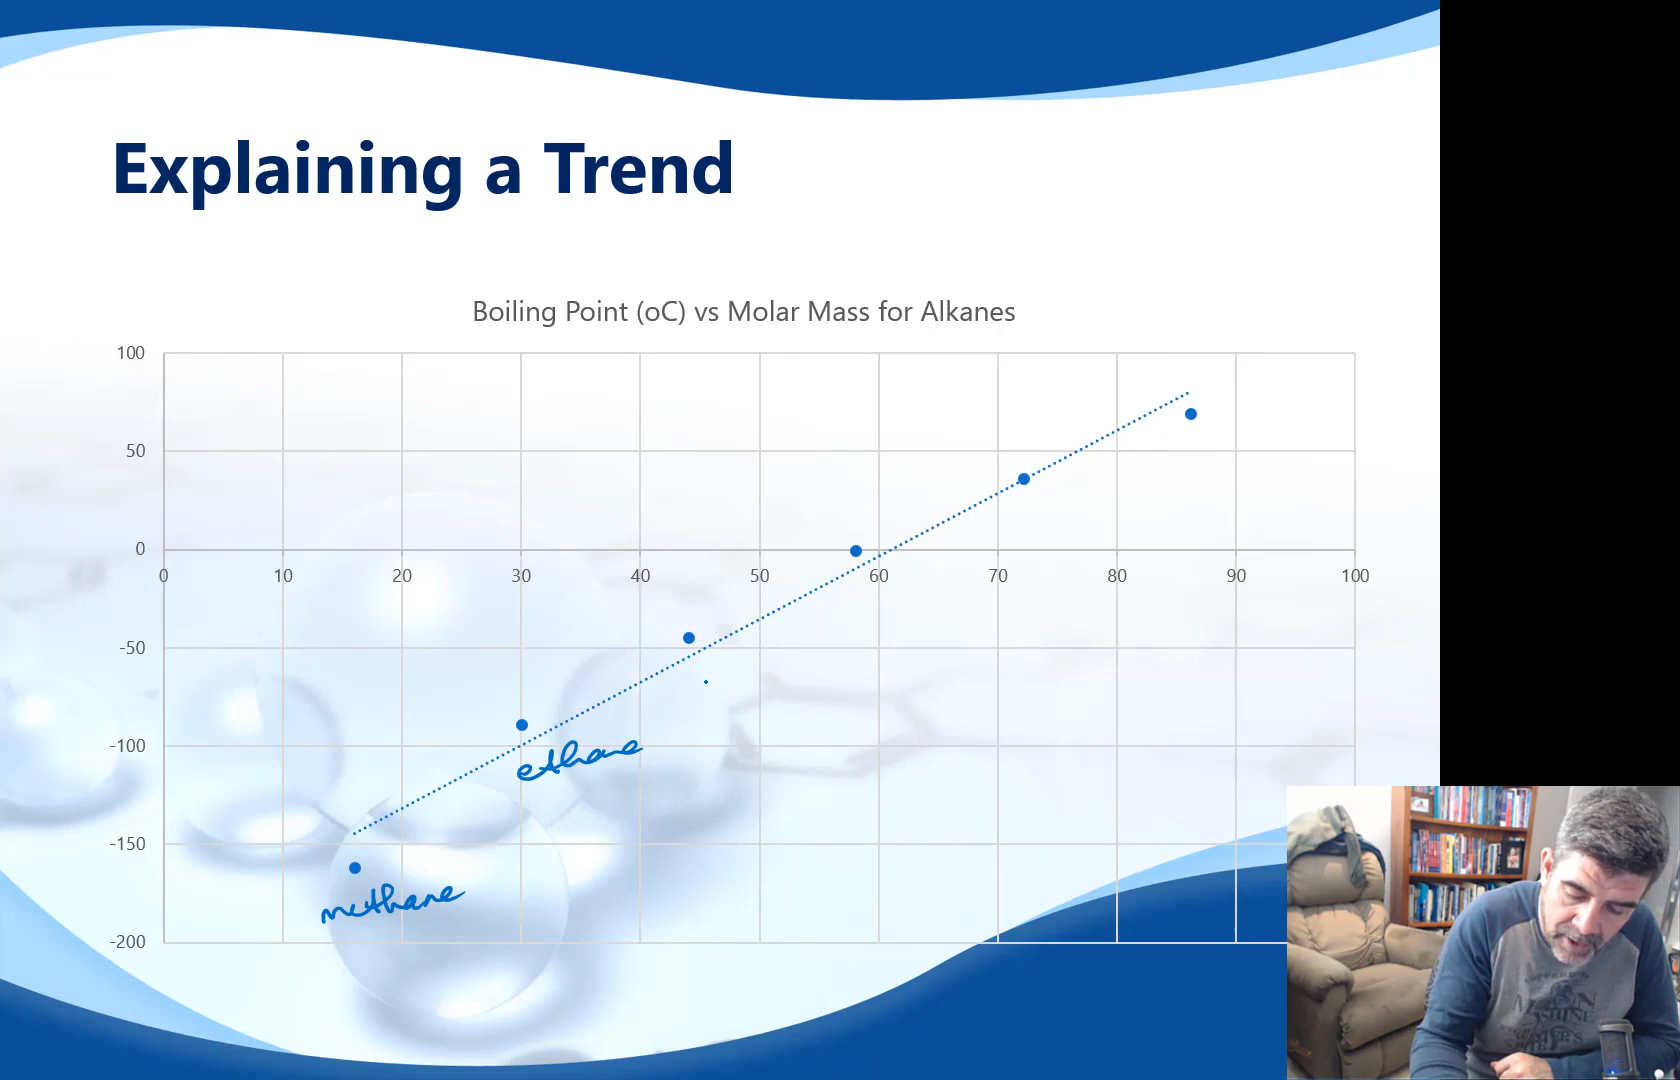 Explaining a Trend
Boiling Point (oC) vs Molar Mass for Alkanes
100
50
0
0 10 20 30 40 50 60 70 80 90 100
-50
-100
ethane
-150
methane
-200